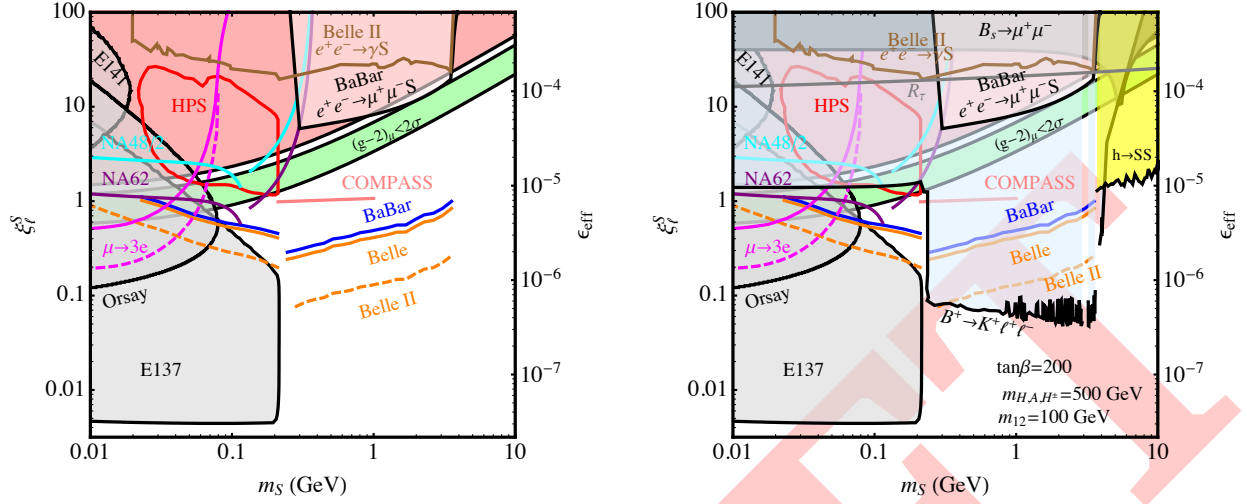 100
10
1
0.1
0.01
ξℓS
E141
Belle II
e⁺e⁻→γS
BaBar
e⁺e⁻→μ⁺μ⁻S
HPS
(g−2)μ<2σ
NA48/2
NA62
COMPASS
BaBar
μ→3e
Belle
Orsay
Belle II
E137
10⁻⁴
10⁻⁵
10⁻⁶
10⁻⁷
ϵeff
0.01 0.1 1 10
mS (GeV)
100
10
1
0.1
0.01
ξℓS
E141
Belle II
e⁺e⁻→γS
Bs→μ⁺μ⁻
BaBar
e⁺e⁻→μ⁺μ⁻S
Rτ
HPS
(g−2)μ<2σ
NA48/2
h→SS
NA62
COMPASS
BaBar
μ→3e
Belle
Orsay
Belle II
B⁺→K⁺ℓ⁺ℓ⁻
E137
tanβ=200
mH,A,H±=500 GeV
m12=100 GeV
10⁻⁴
10⁻⁵
10⁻⁶
10⁻⁷
ϵeff
0.01 0.1 1 10
mS (GeV)